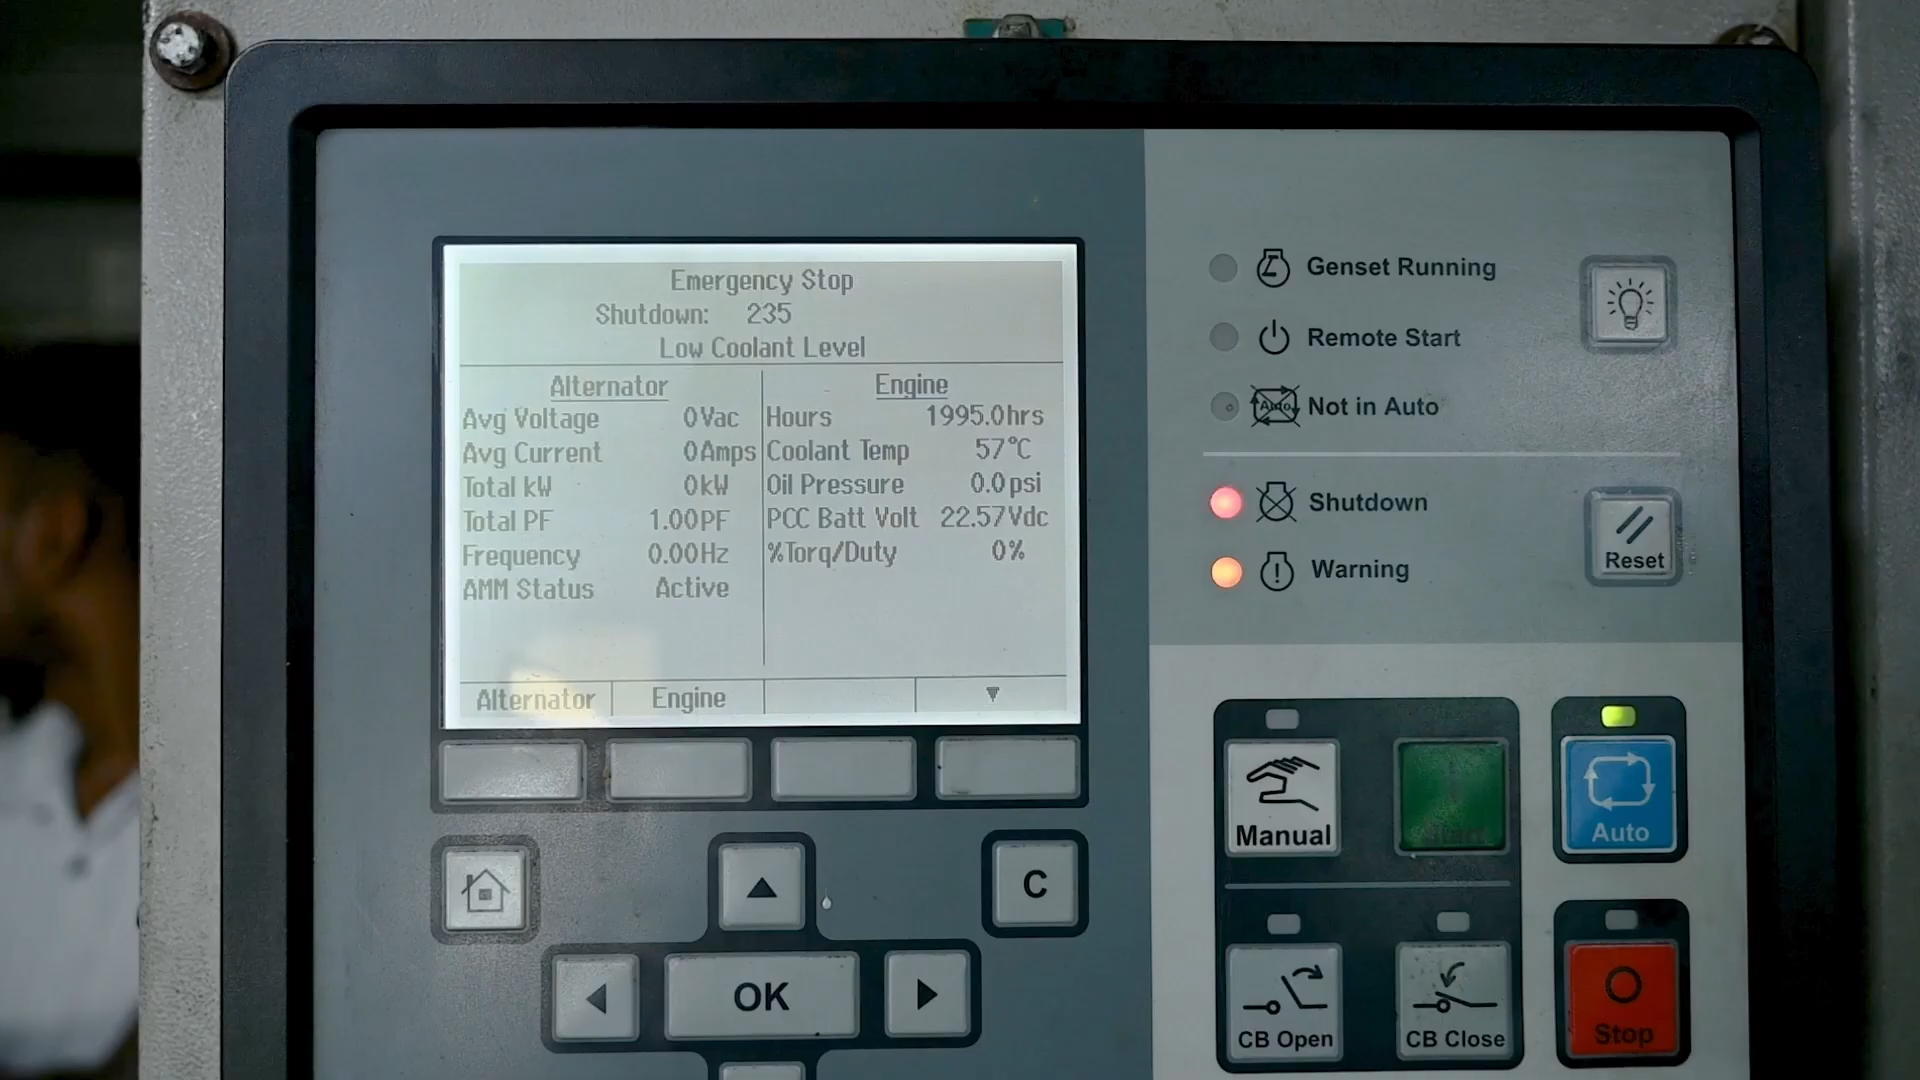 Emergency Stop
Shutdown: 235
Low Coolant Level
Alternator
Avg Voltage 0Vac
Avg Current 0Amps
Total kW 0kW
Total PF 1.00PF
Frequency 0.00Hz
AMM Status Active
Engine
Hours 1995.0hrs
Coolant Temp 57°C
Oil Pressure 0.0psi
PCC Batt Volt 22.57Vdc
%Torq/Duty 0%
Alternator Engine ▼
C
OK
Genset Running
Remote Start
Auto Not in Auto
Shutdown
Warning
Reset
Manual
Start
Auto
CB Open
CB Close
Stop